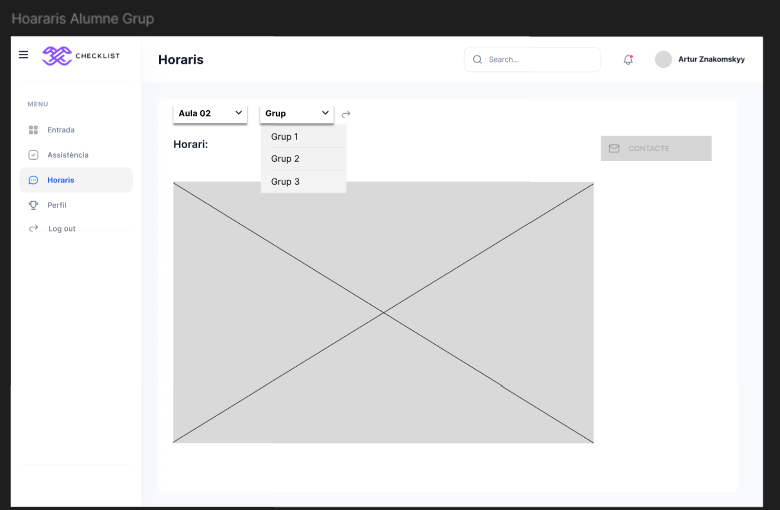 Hoararis Alumne Grup
CHECKLIST
Horaris
Search...
Artur Znakomskyy
MENU
Entrada
Assistència
Horaris
Perfil
Log out
Aula 02
Grup
Grup 1
Grup 2
Grup 3
Horari:
CONTACTE